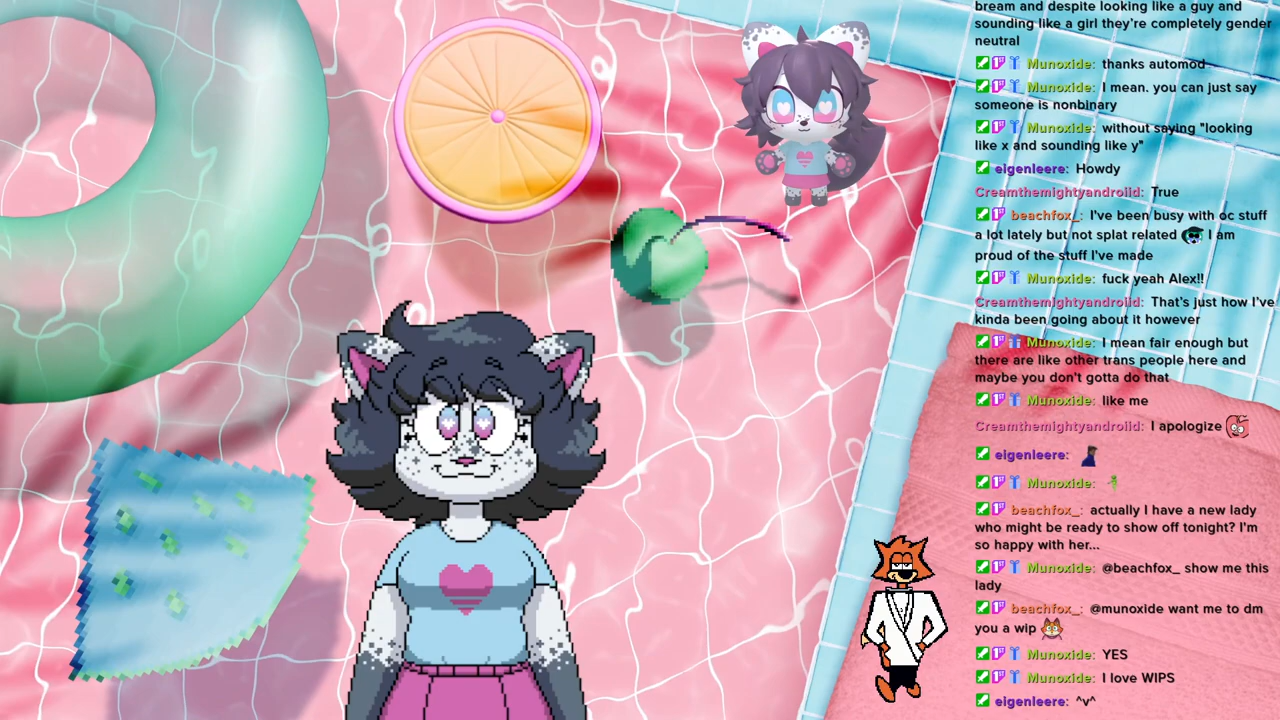 bream and despite looking like a guy and
sounding like a girl they're completely gender
neutral
Munoxide: thanks automod
Munoxide: I mean. you can just say
someone is nonbinary
Munoxide: without saying "looking
like x and sounding like y"
eigenleere: Howdy
Creamthemightyandrolid: True
beachfox_: I've been busy with oc stuff
a lot lately but not splat related I am
proud of the stuff I've made
Munoxide: fuck yeah Alex!!
Creamthemightyandrolid: That's just how I've
kinda been going about it however
Munoxide: I mean fair enough but
there are like other trans people here and
maybe you don't gotta do that
Munoxide: like me
Creamthemightyandrolid: I apologize
eigenleere:
Munoxide:
beachfox_: actually I have a new lady
who might be ready to show off tonight? I'm
so happy with her...
Munoxide: @beachfox_ show me this
lady
beachfox_: @munoxide want me to dm
you a wip
Munoxide: YES
Munoxide: I love WIPS
eigenleere: ^v^